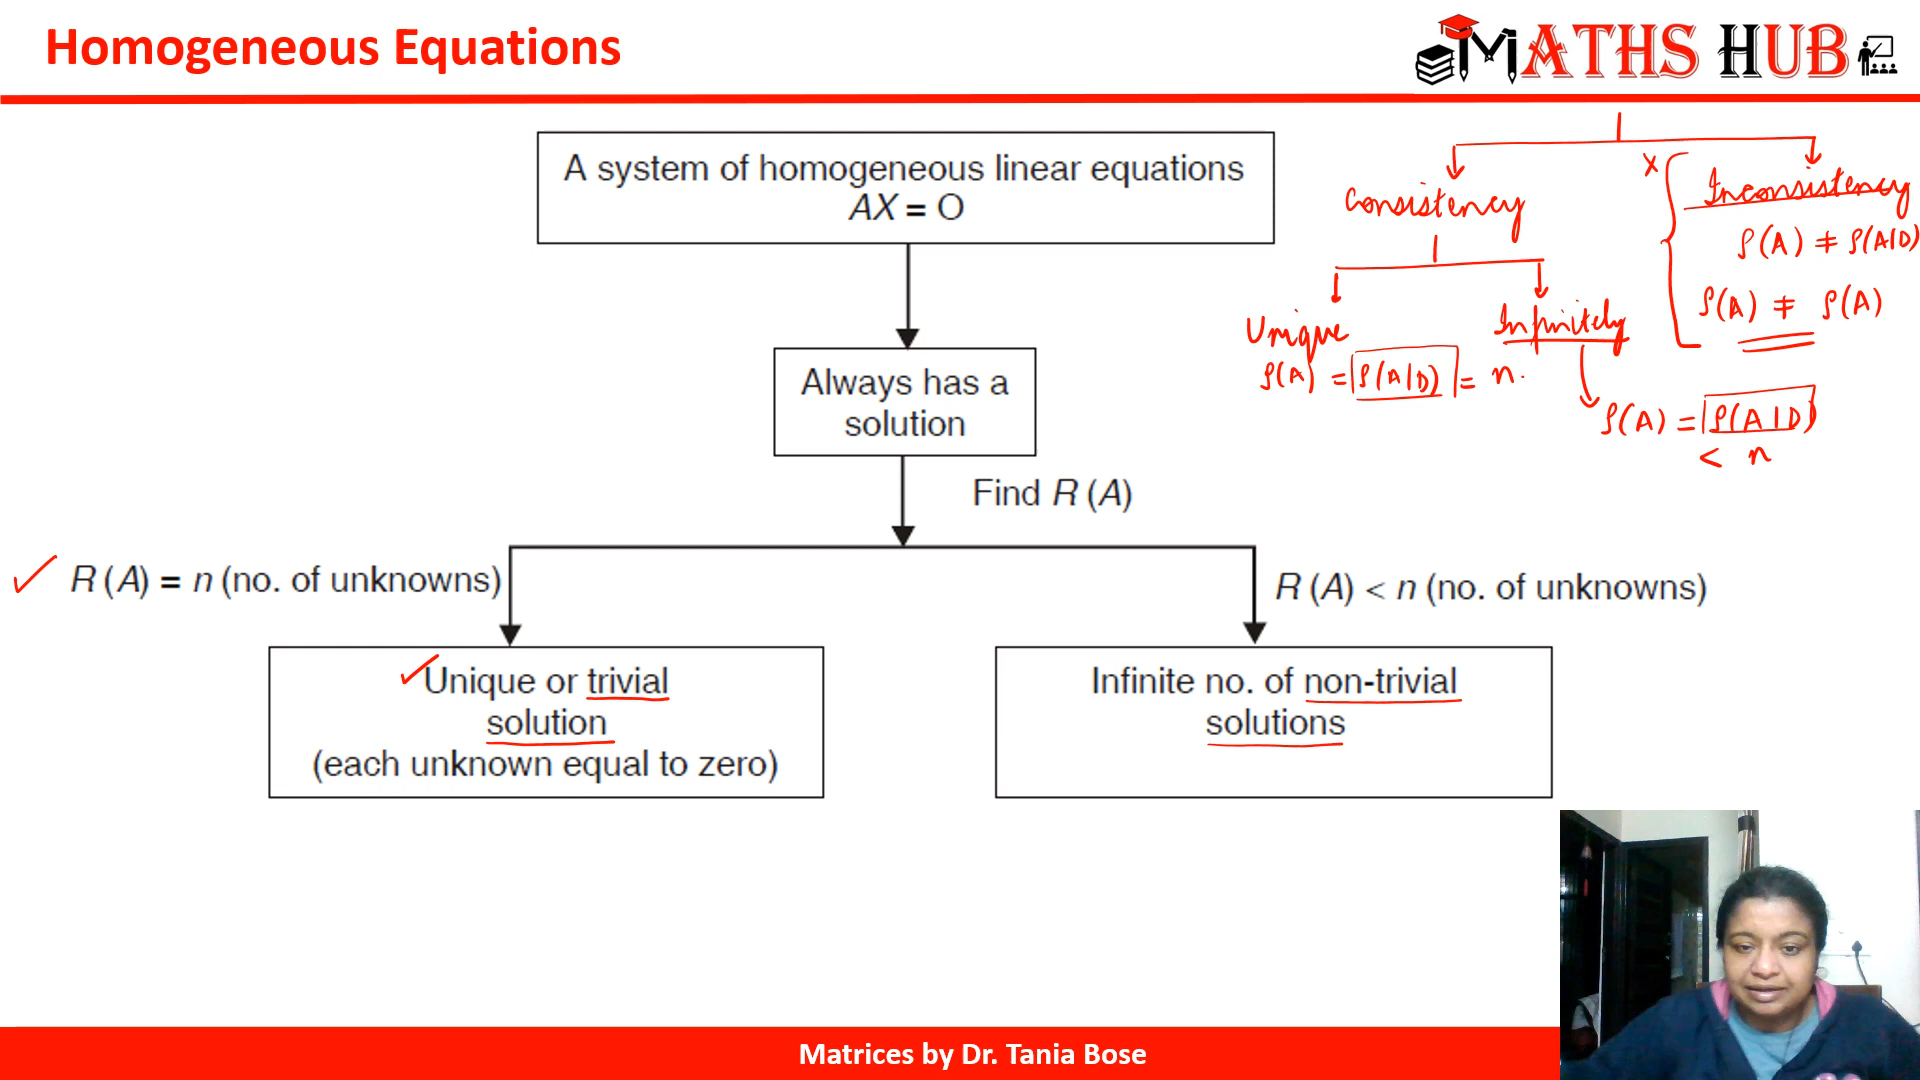 Homogeneous Equations
MATHS HUB
A system of homogeneous linear equations
AX = O
Always has a
solution
Find R (A)
R (A) = n (no. of unknowns)
R (A) < n (no. of unknowns)
Unique or trivial
solution
(each unknown equal to zero)
Infinite no. of non-trivial
solutions
Consistency
x
Inconsistency
ρ(A) ≠ ρ(A|D)
ρ(A) ≠ ρ(A)
Unique
Infinitely
ρ(A) = ρ(A|D) = n.
ρ(A) = ρ(A|D)
< n
Matrices by Dr. Tania Bose